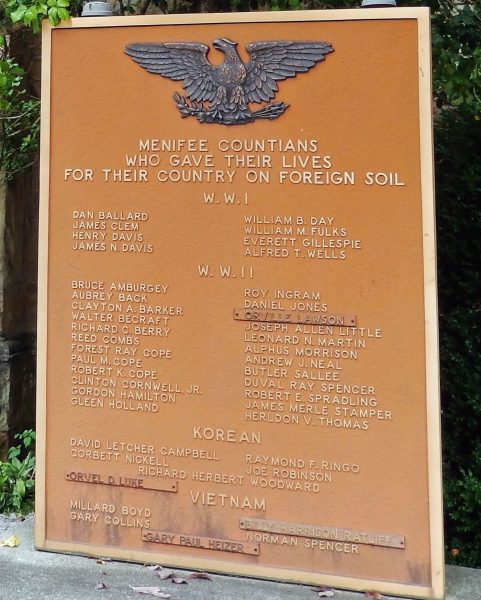 MENIFEE COUNTIANS
WHO GAVE THEIR LIVES
FOR THEIR COUNTRY ON FOREIGN SOIL
W.W.I
DAN BALLARD
JAMES CLEM
HENRY DAVIS
JAMES N. DAVIS
WILLIAM B. DAY
WILLIAM M. FULKS
EVERETT GILLESPIE
ALFRED T. WELLS
W.W.II
BRUCE AMBURGEY
AUBREY BACK
CLAYTON A. BARKER
WALTER BECRAFT
RICHARD C. BERRY
REED COMBS
FOREST RAY COPE
PAUL M. COPE
ROBERT K. COPE
CLINTON CORNWELL, JR.
GORDON HAMILTON
GLEEN HOLLAND
ROY INGRAM
DANIEL JONES
ORVILLE LAWSON
JOSEPH ALLEN LITTLE
LEONARD N. MARTIN
ALPHUS MORRISON
ANDREW J. NEAL
BUTLER SALLEE
DUVAL RAY SPENCER
ROBERT E. SPRADLING
JAMES MERLE STAMPER
HERLDON V. THOMAS
KOREAN
DAVID LETCHER CAMPBELL
CORBETT NICKELL
RAYMOND F. RINGO
JOE ROBINSON
RICHARD HERBERT WOODWARD
ORVEL D. LUKE
VIETNAM
MILLARD BOYD
GARY COLLINS
BILLY HARRISON RATLIFF
NORMAN SPENCER
GARY PAUL HEIZER